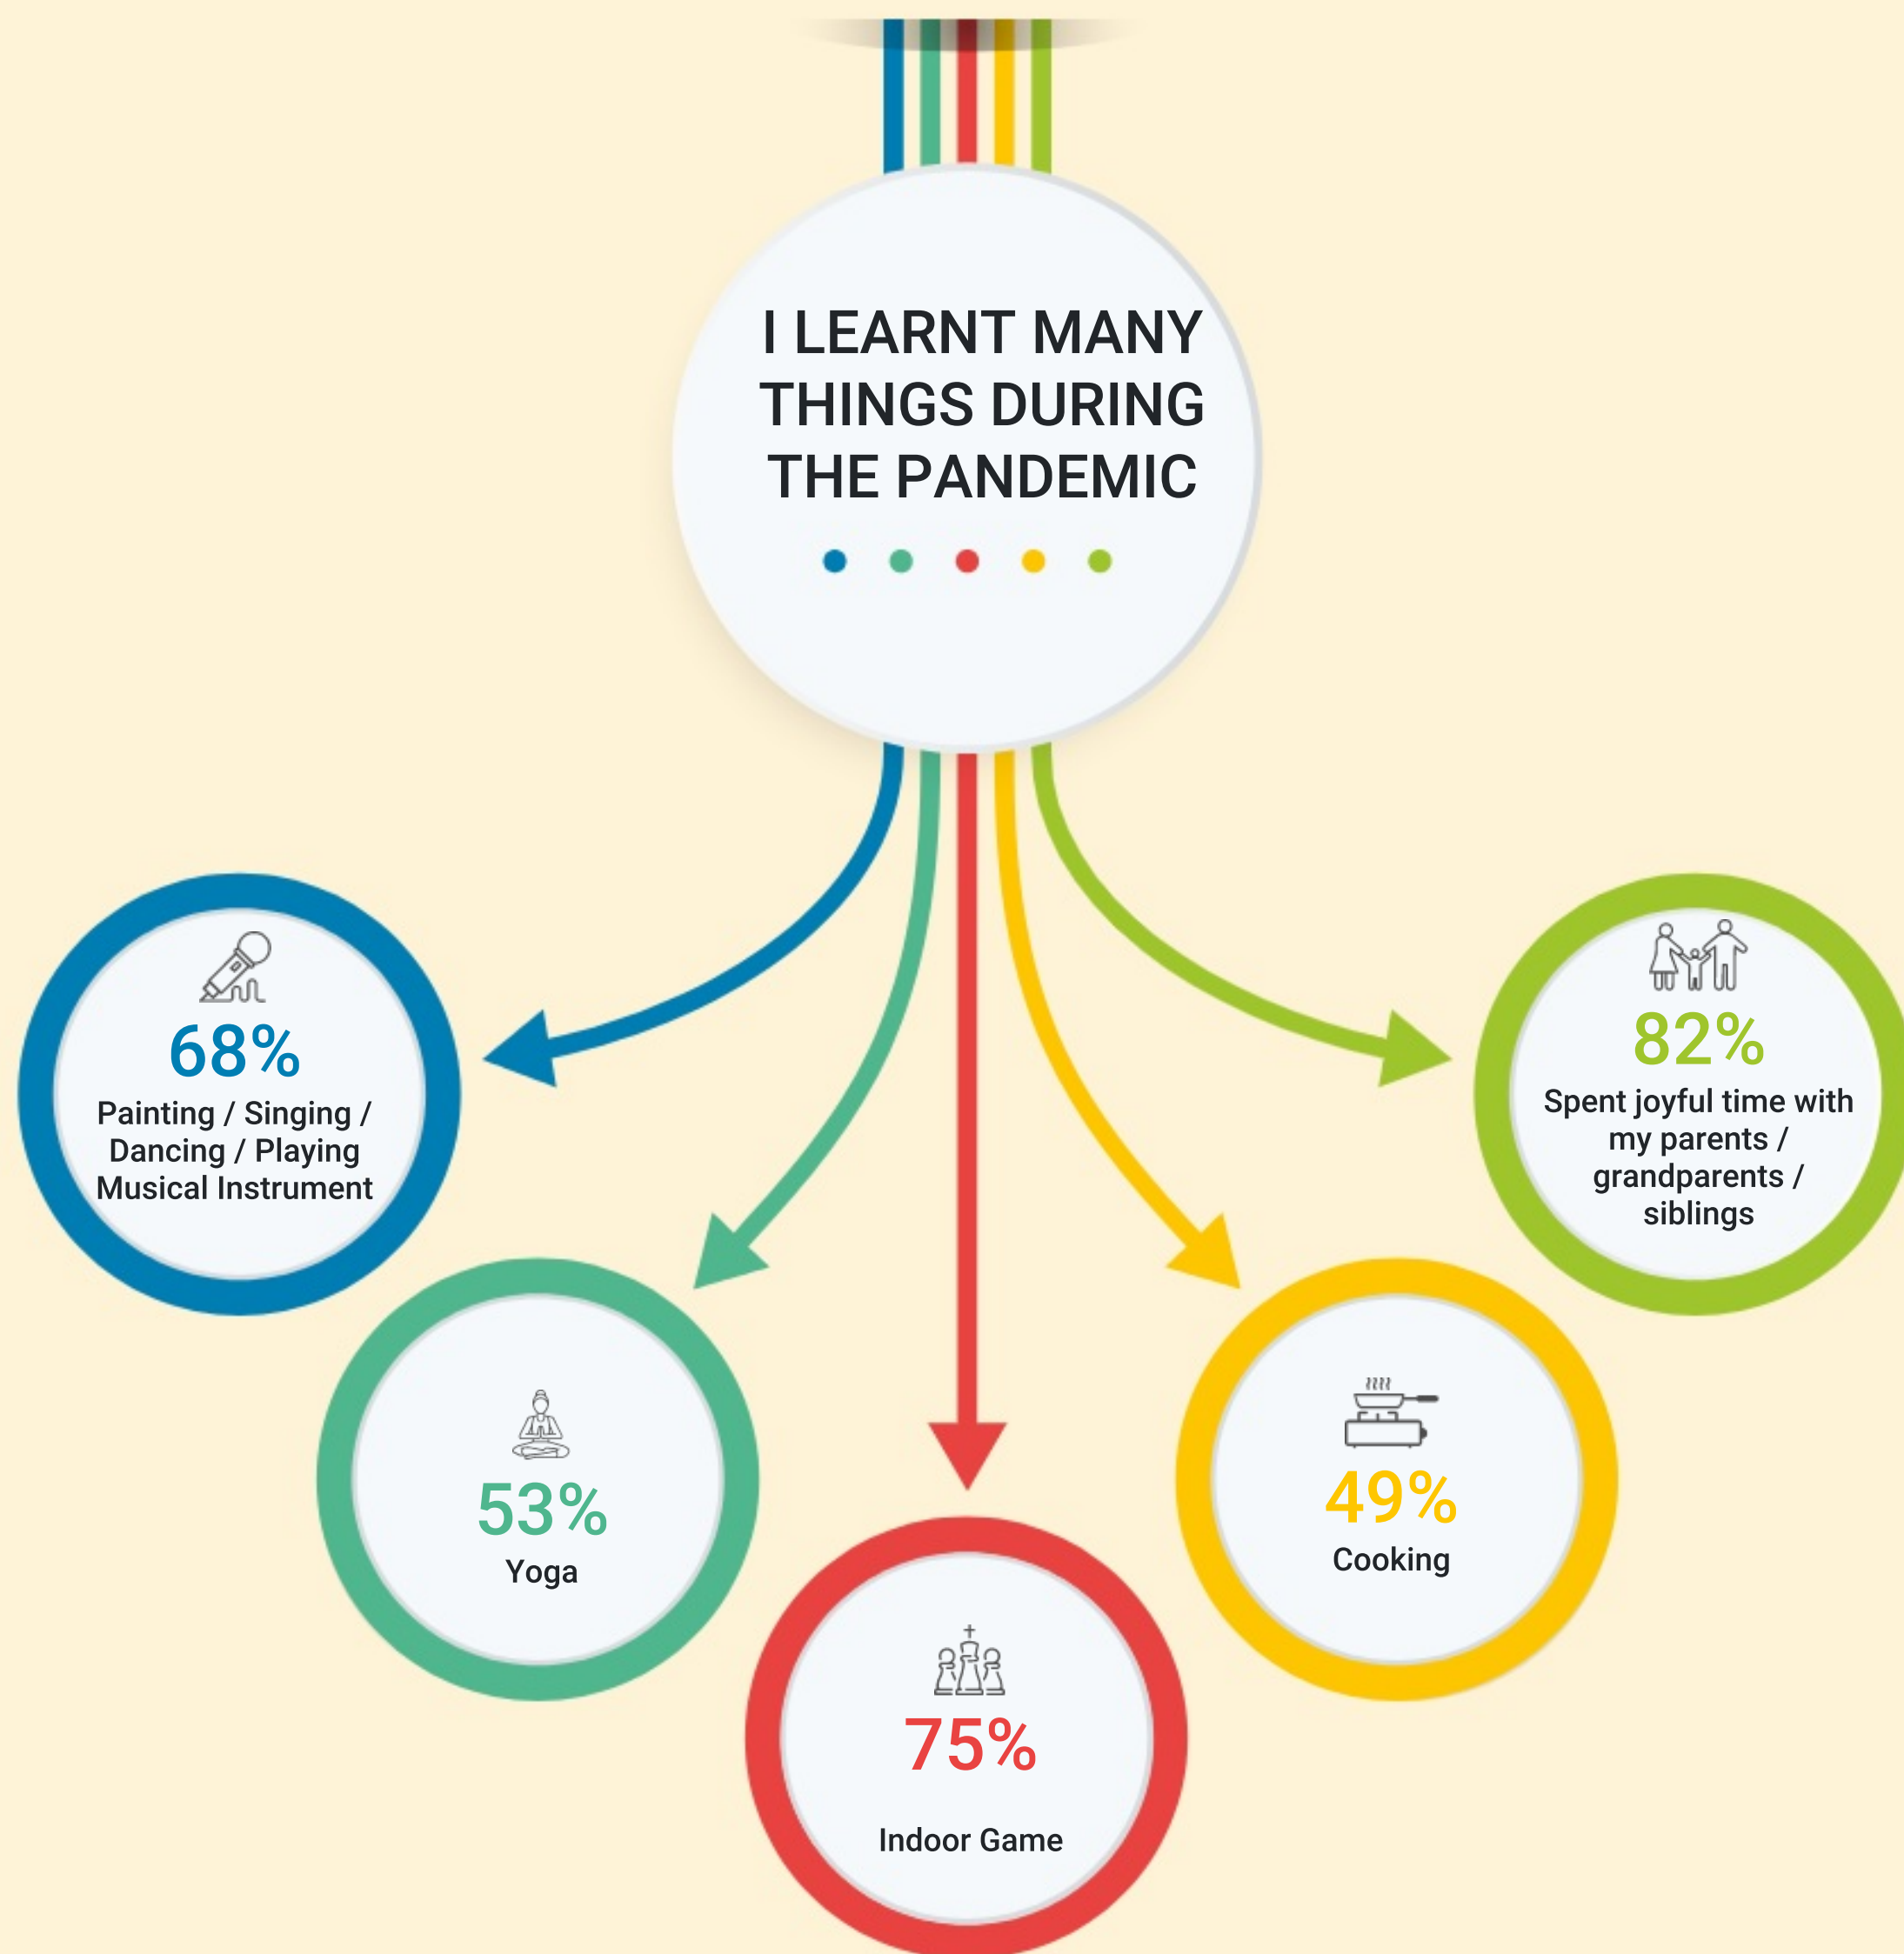 I LEARNT MANY
THINGS DURING
THE PANDEMIC
68%
Painting / Singing /
Dancing / Playing
Musical Instrument
82%
Spent joyful time with
my parents /
grandparents /
siblings
53%
Yoga
49%
Cooking
75%
Indoor Game